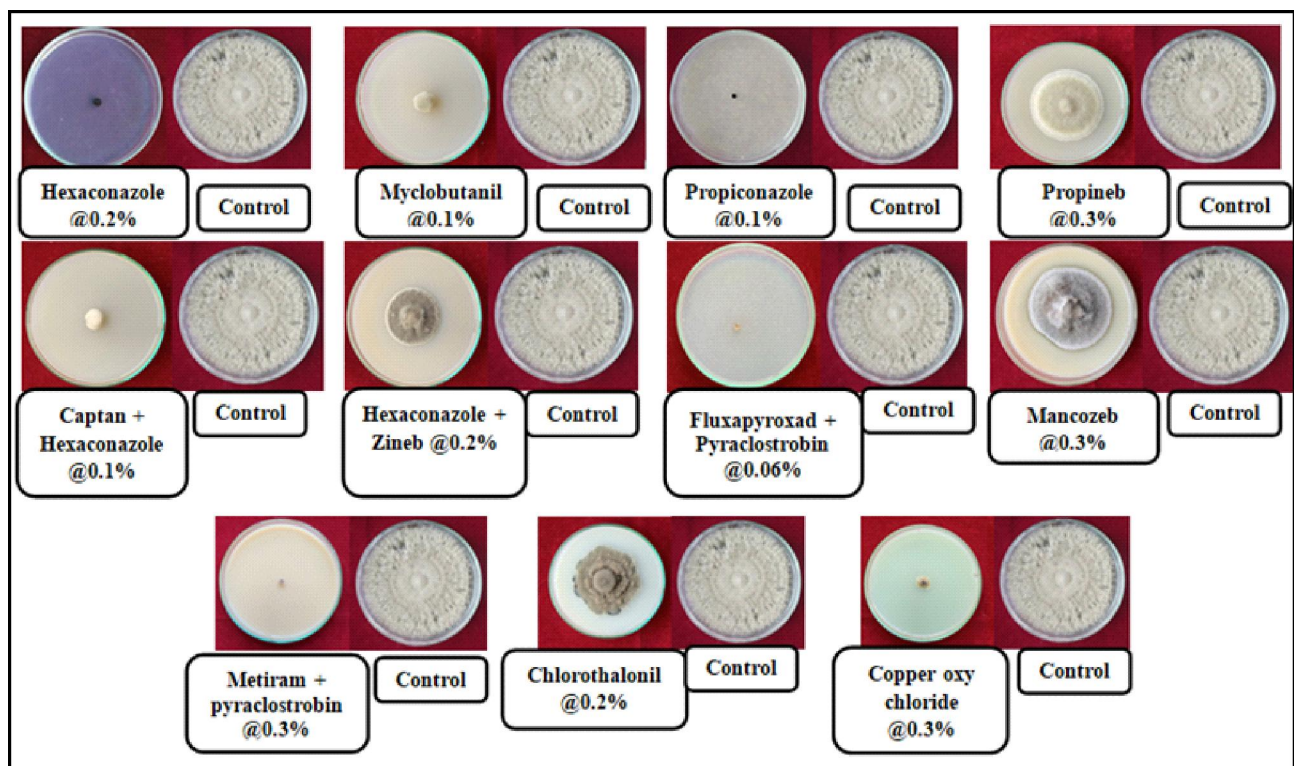 Hexaconazole
@0.2%
Control
Myclobutanil
@0.1%
Control
Propiconazole
@0.1%
Control
Propineb
@0.3%
Control
Captan +
Hexaconazole
@0.1%
Control
Hexaconazole +
Zineb @0.2%
Control
Fluxapyroxad +
Pyraclostrobin
@0.06%
Control
Mancozeb
@0.3%
Control
Metiram +
pyraclostrobin
@0.3%
Control
Chlorothalonil
@0.2%
Control
Copper oxy
chloride
@0.3%
Control